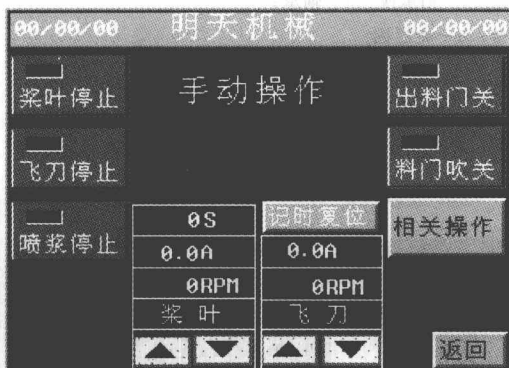 00/00/00 明天机械 00/00/00
桨叶停止 手动操作 出料门关
飞刀停止 料门吹关
喷浆停止 0S 记时复位 相关操作
0.0A 0.0A
0RPM 0RPM
桨叶 飞刀
返回